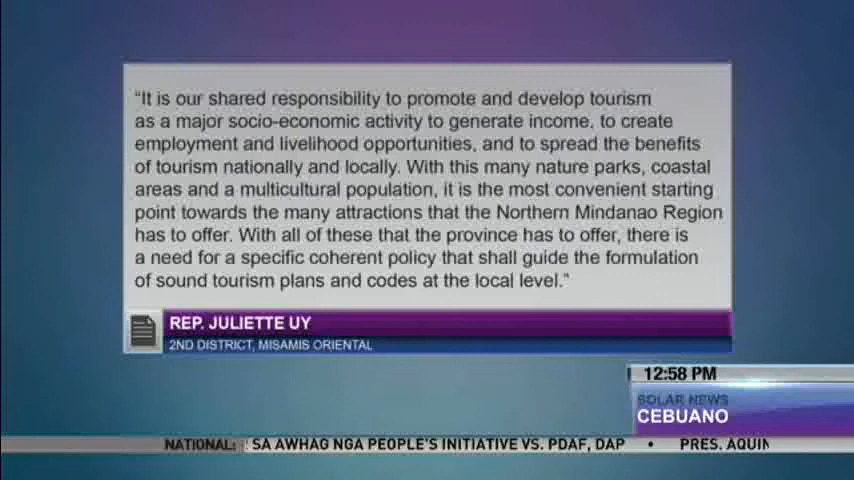 “It is our shared responsibility to promote and develop tourism
as a major socio-economic activity to generate income, to create
employment and livelihood opportunities, and to spread the benefits
of tourism nationally and locally. With this many nature parks, coastal
areas and a multicultural population, it is the most convenient starting
point towards the many attractions that the Northern Mindanao Region
has to offer. With all of these that the province has to offer, there is
a need for a specific coherent policy that shall guide the formulation
of sound tourism plans and codes at the local level.”
REP. JULIETTE UY
2ND DISTRICT, MISAMIS ORIENTAL
12:58 PM
SOLAR NEWS
CEBUANO
NATIONAL: SA AWHAG NGA PEOPLE'S INITIATIVE VS. PDAF, DAP • PRES. AQUIN